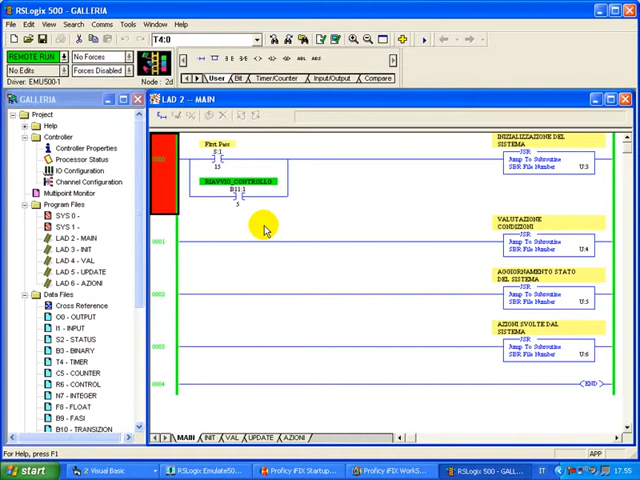 RSLogix 500 - GALLERIA
File Edit View Search Comms Tools Window Help
T4:0
REMOTE RUN No Forces
No Edits Forces Disabled
Driver: EMU500-1 Node: 2d
User Bit Timer/Counter Input/Output Compare
GALLERIA
Project
Help
Controller
Controller Properties
Processor Status
IO Configuration
Channel Configuration
Multipoint Monitor
Program Files
SYS 0 -
SYS 1 -
LAD 2 - MAIN
LAD 3 - INIT
LAD 4 - VAL
LAD 5 - UPDATE
LAD 6 - AZIONI
Data Files
Cross Reference
O0 - OUTPUT
I1 - INPUT
S2 - STATUS
B3 - BINARY
T4 - TIMER
C5 - COUNTER
R6 - CONTROL
N7 - INTEGER
F8 - FLOAT
B9 - FASI
B10 - TRANSIZION
LAD 2 -- MAIN
0000
First Pass
S:1
15
RIAVVIO_CONTROLLO
B11:1
5
INIZIALIZZAZIONE DEL
SISTEMA
JSR
Jump To Subroutine
SBR File Number U:3
0001
VALUTAZIONE
CONDIZIONI
JSR
Jump To Subroutine
SBR File Number U:4
0002
AGGIORNAMENTO STATO
DEL SISTEMA
JSR
Jump To Subroutine
SBR File Number U:5
0003
AZIONI SVOLTE DAL
SISTEMA
JSR
Jump To Subroutine
SBR File Number U:6
0004
END
MAIN INIT VAL UPDATE AZIONI
For Help, press F1
APP READ
start
2 Visual Basic
RSLogix Emulate50...
Proficy iFIX Startup...
Proficy iFIX WorkS...
RSLogix 500 - GALL...
IT
17.55